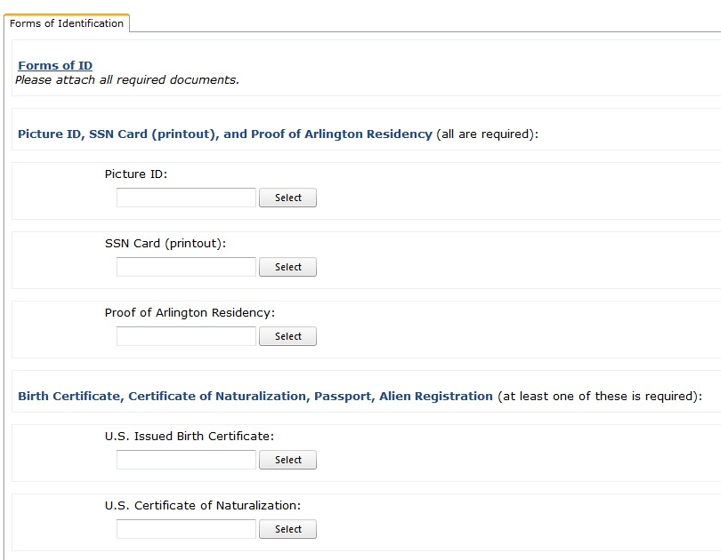 Forms of Identification
Forms of ID
Please attach all required documents.
Picture ID, SSN Card (printout), and Proof of Arlington Residency (all are required):
Picture ID:
Select
SSN Card (printout):
Select
Proof of Arlington Residency:
Select
Birth Certificate, Certificate of Naturalization, Passport, Alien Registration (at least one of these is required):
U.S. Issued Birth Certificate:
Select
U.S. Certificate of Naturalization:
Select